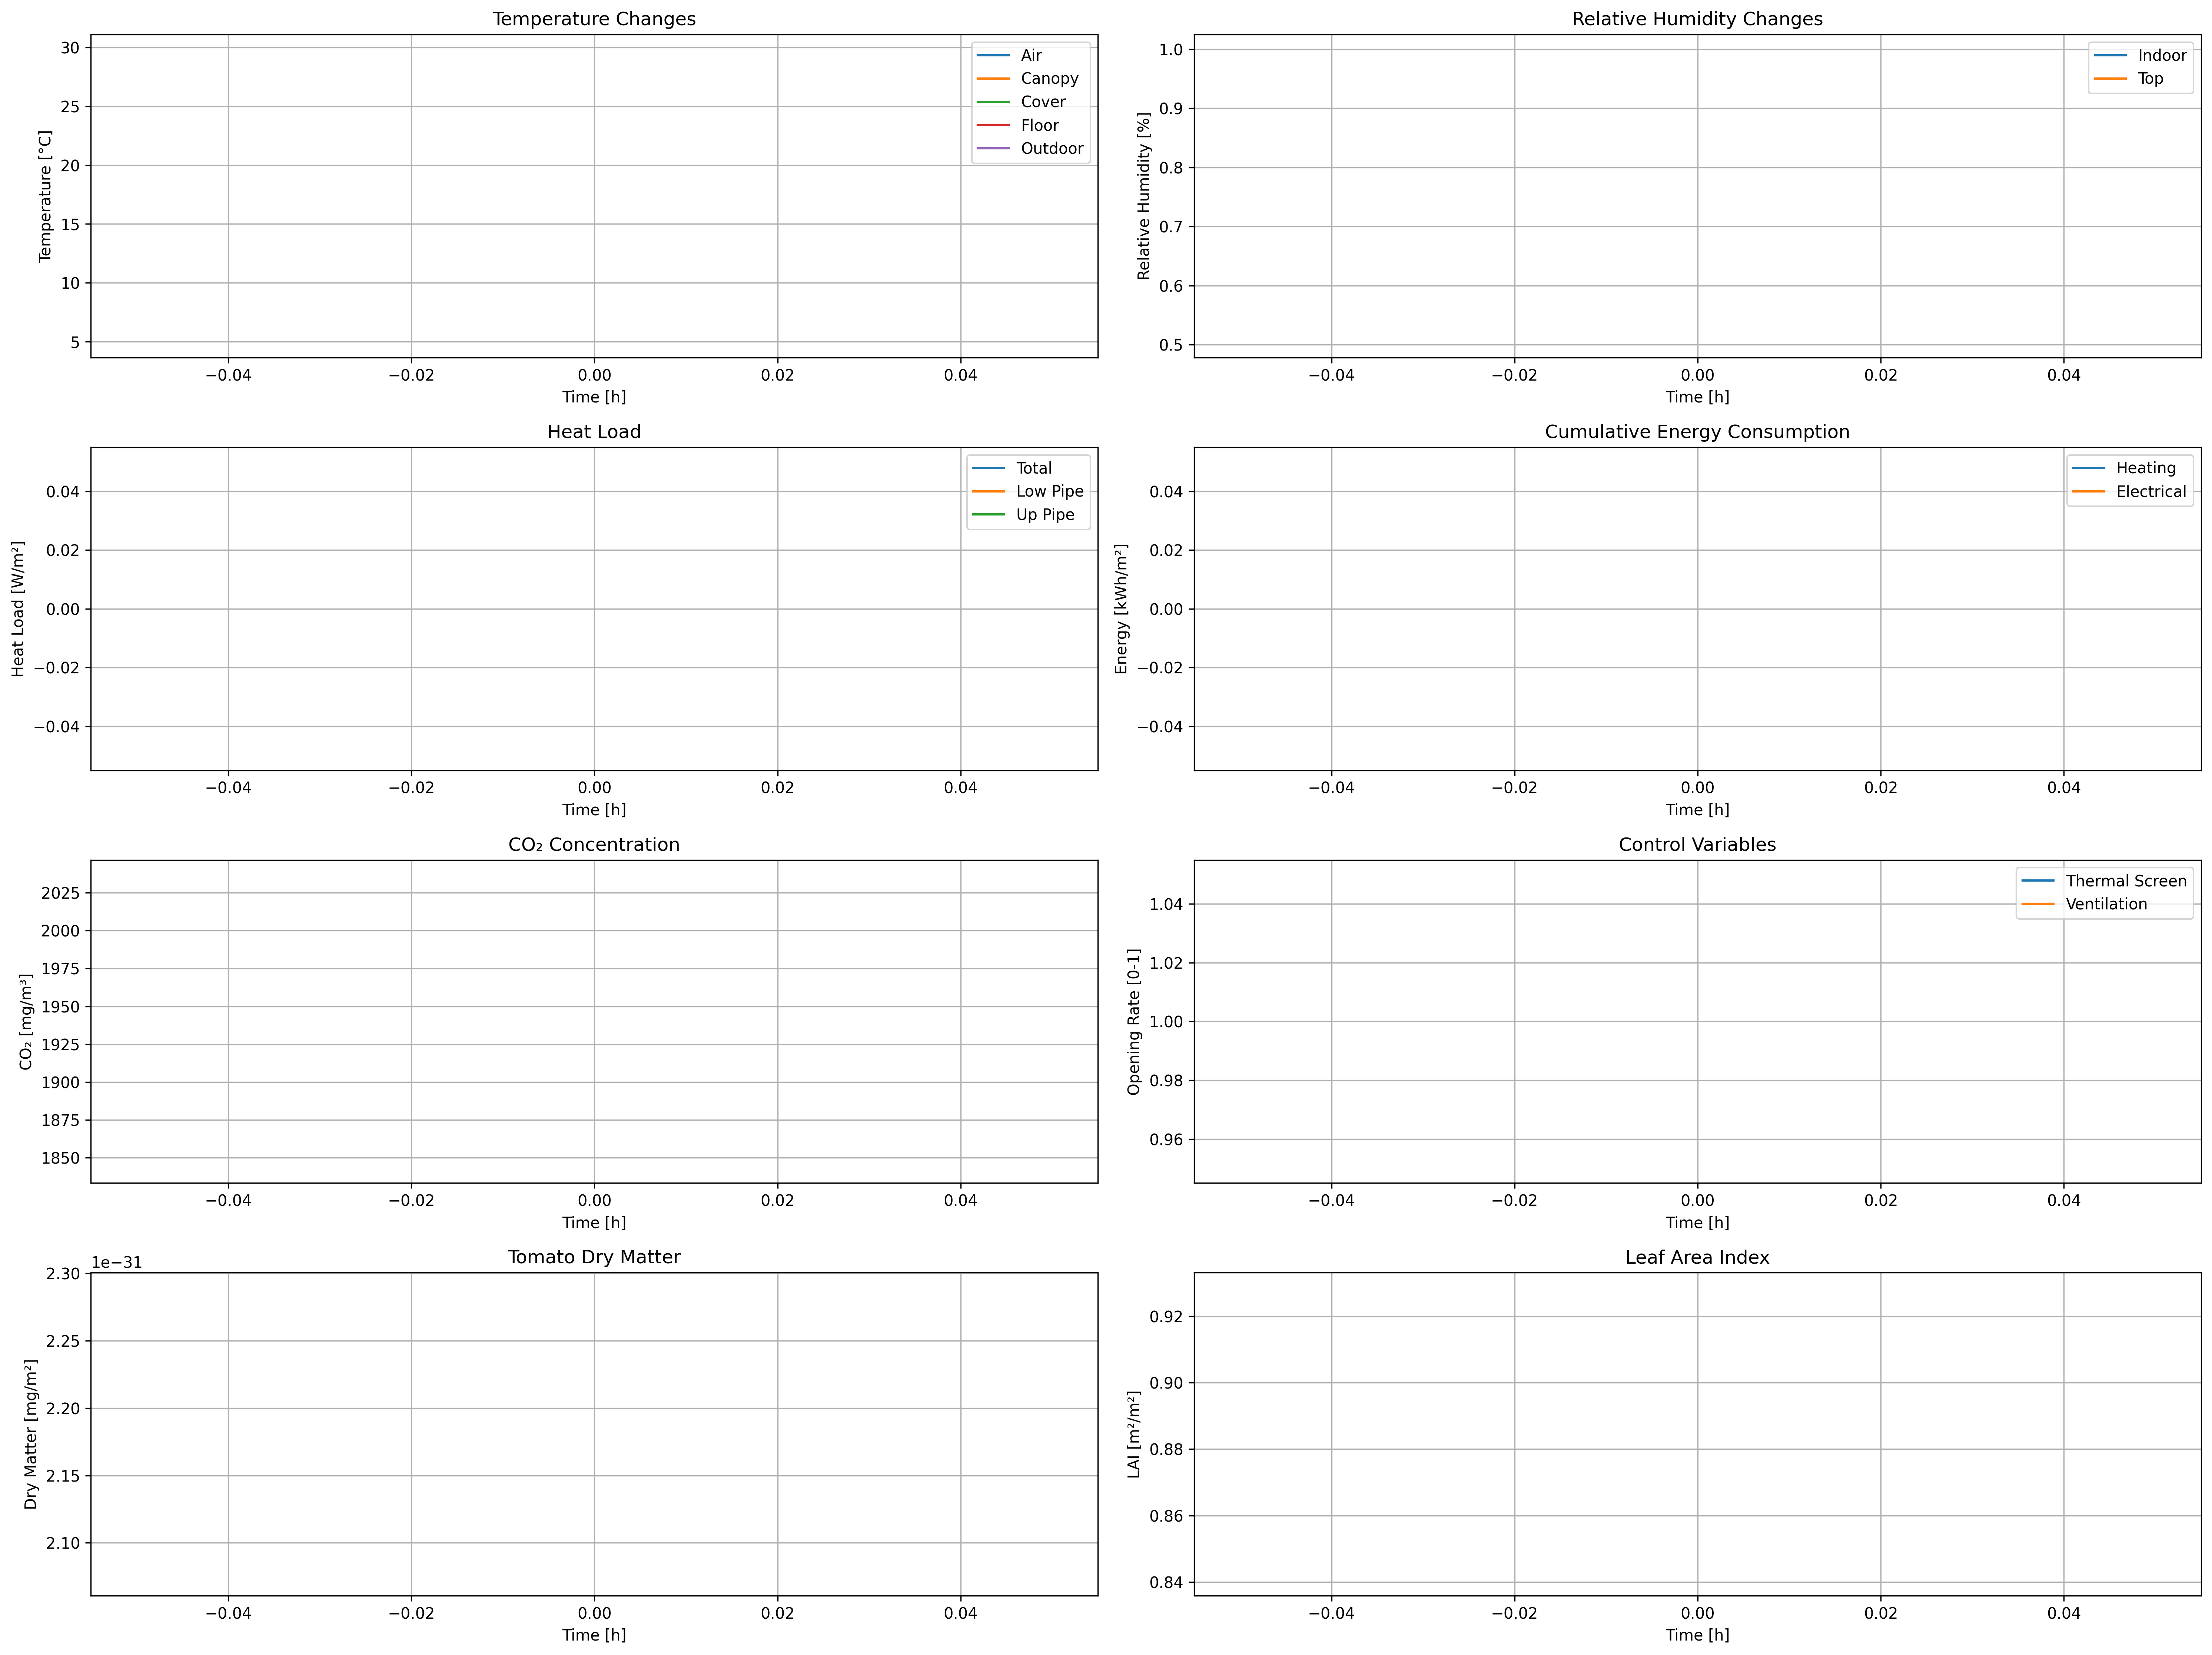 Temperature Changes
Temperature [°C]
30
25
20
15
10
5
Air
Canopy
Cover
Floor
Outdoor
−0.04 −0.02 0.00 0.02 0.04
Time [h]
Relative Humidity Changes
Relative Humidity [%]
1.0
0.9
0.8
0.7
0.6
0.5
Indoor
Top
−0.04 −0.02 0.00 0.02 0.04
Time [h]
Heat Load
Heat Load [W/m²]
0.04
0.02
0.00
−0.02
−0.04
Total
Low Pipe
Up Pipe
−0.04 −0.02 0.00 0.02 0.04
Time [h]
Cumulative Energy Consumption
Energy [kWh/m²]
0.04
0.02
0.00
−0.02
−0.04
Heating
Electrical
−0.04 −0.02 0.00 0.02 0.04
Time [h]
CO₂ Concentration
CO₂ [mg/m³]
2025
2000
1975
1950
1925
1900
1875
1850
−0.04 −0.02 0.00 0.02 0.04
Time [h]
Control Variables
Opening Rate [0-1]
1.04
1.02
1.00
0.98
0.96
Thermal Screen
Ventilation
−0.04 −0.02 0.00 0.02 0.04
Time [h]
Tomato Dry Matter
1e−31
Dry Matter [mg/m²]
2.30
2.25
2.20
2.15
2.10
−0.04 −0.02 0.00 0.02 0.04
Time [h]
Leaf Area Index
LAI [m²/m²]
0.92
0.90
0.88
0.86
0.84
−0.04 −0.02 0.00 0.02 0.04
Time [h]